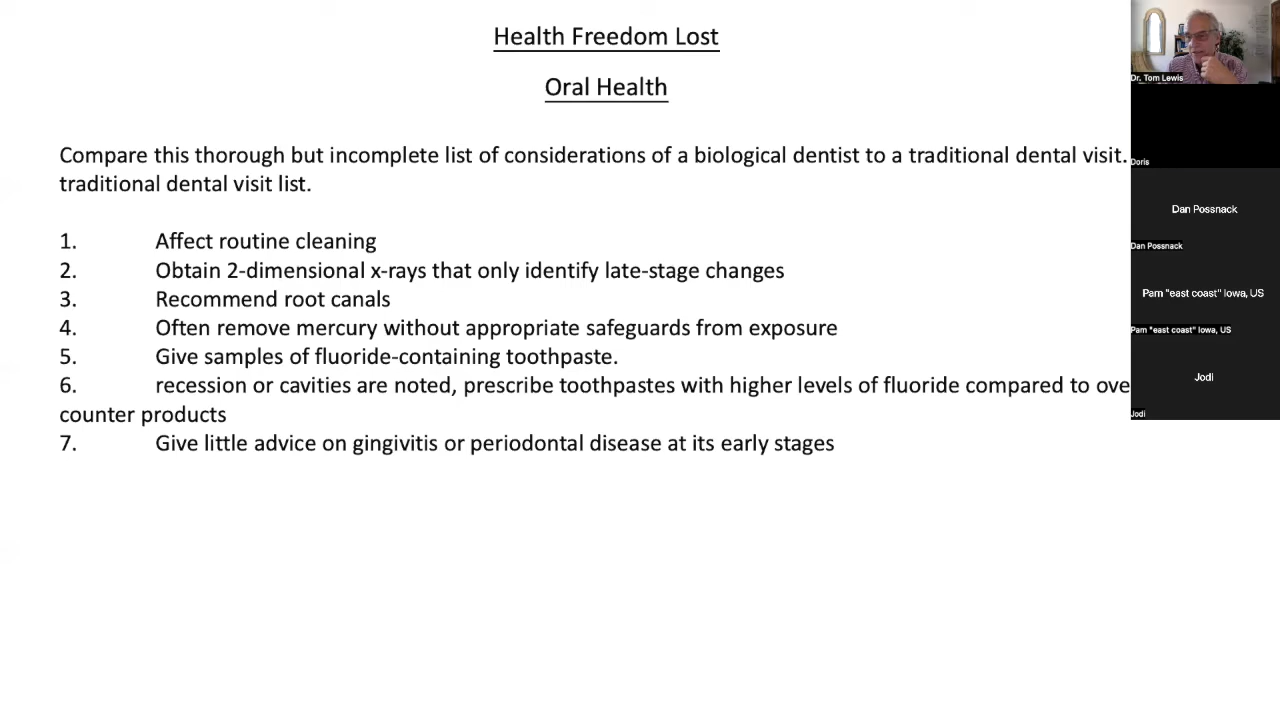 Health Freedom Lost
Oral Health
Compare this thorough but incomplete list of considerations of a biological dentist to a traditional dental visit.
traditional dental visit list.
1. Affect routine cleaning
2. Obtain 2-dimensional x-rays that only identify late-stage changes
3. Recommend root canals
4. Often remove mercury without appropriate safeguards from exposure
5. Give samples of fluoride-containing toothpaste.
6. recession or cavities are noted, prescribe toothpastes with higher levels of fluoride compared to ove
counter products
7. Give little advice on gingivitis or periodontal disease at its early stages
Dr. Tom Lewis
Doris
Dan Possnack
Dan Possnack
Pam "east coast" Iowa, US
Pam "east coast" Iowa, US
Jodi
Jodi